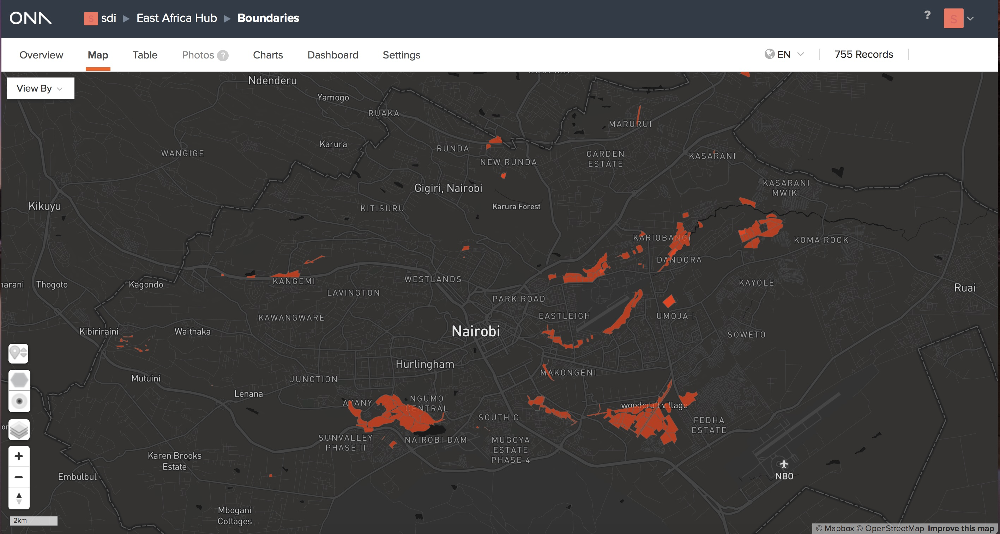 ONA
S sdi ▶ East Africa Hub ▶ Boundaries
? S
Overview Map Table Photos ? Charts Dashboard Settings
EN 755 Records
View By
Ndenderu
Yamogo
RUAKA
MARURUI
Karura
RUNDA
WANGIGE
NEW RUNDA
GARDEN
ESTATE
KASARANI
KASARANI
MWIKI
Gigiri, Nairobi
Kikuyu
KITISURU
Karura Forest
KARIOBANGI
KOMA ROCK
DANDORA
KANGEMI
WESTLANDS
Thogoto
Kagondo
KAYOLE
Ruai
LAVINGTON
PARK ROAD
KAWANGWARE
EASTLEIGH
UMOJA I
Nairobi
Kibiriraini
Waithaka
SOWETO
Hurlingham
MAKONGENI
Mutuini
JUNCTION
Lenana
AYANY
NGUMO
CENTRAL
woodcraft village
SOUTH C
FEDHA
ESTATE
SUNVALLEY
PHASE II
NAIROBI DAM
MUGOYA
ESTATE
PHASE 4
Karen Brooks
Estate
Embulbul
NBO
Mbogani
Cottages
+
−
2km
© Mapbox © OpenStreetMap Improve this map